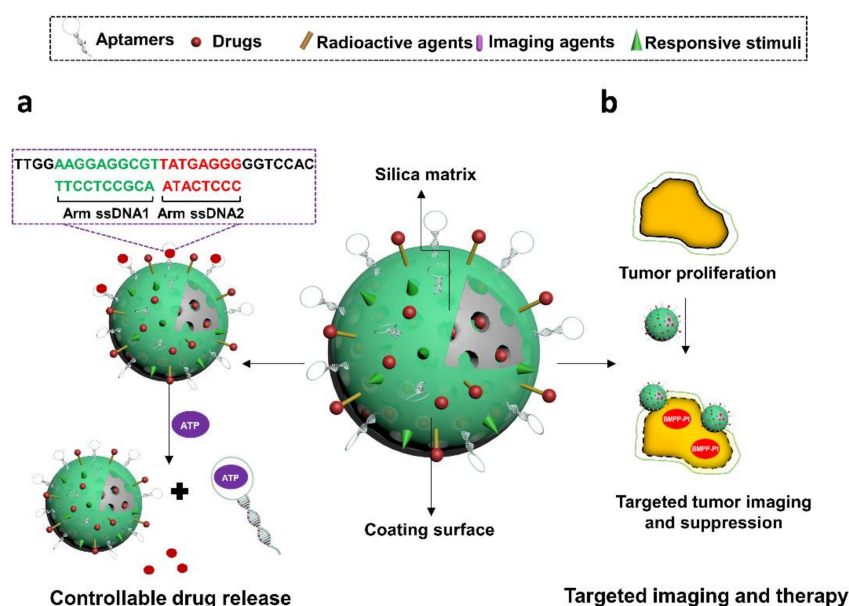 Aptamers Drugs Radioactive agents Imaging agents Responsive stimuli
a
TTGGAAGGAGGCGTTATGAGGGGGTCCAC
TTCCTCCGCA ATACTCCC
Arm ssDNA1 Arm ssDNA2
ATP
ATP
Controllable drug release
Silica matrix
Coating surface
b
Tumor proliferation
BMPP-Pt
BMPP-Pt
Targeted tumor imaging
and suppression
Targeted imaging and therapy